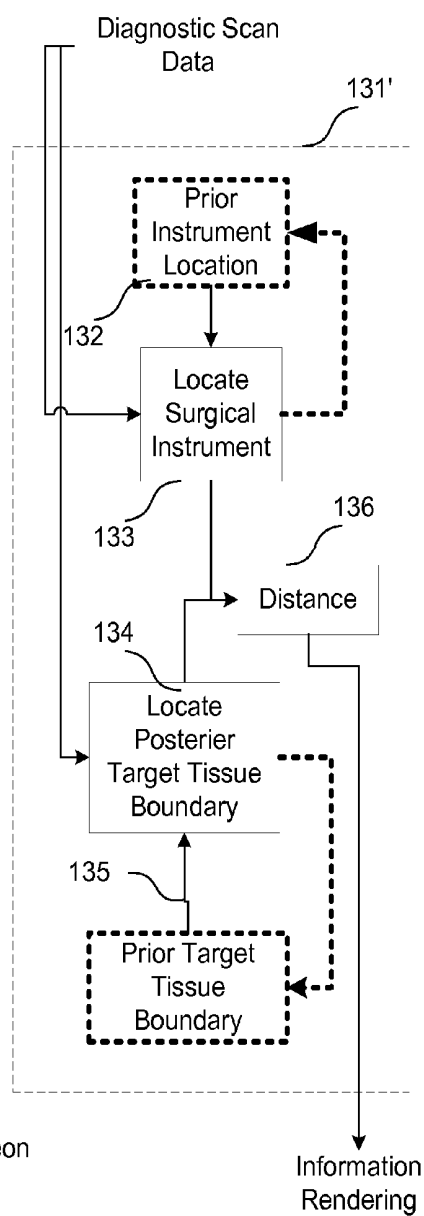 Diagnostic Scan
Data
131'
Prior
Instrument
Location
132
Locate
Surgical
Instrument
133
136
Distance
134
Locate
Posterier
Target Tissue
Boundary
135
Prior Target
Tissue
Boundary
eon
Information
Rendering